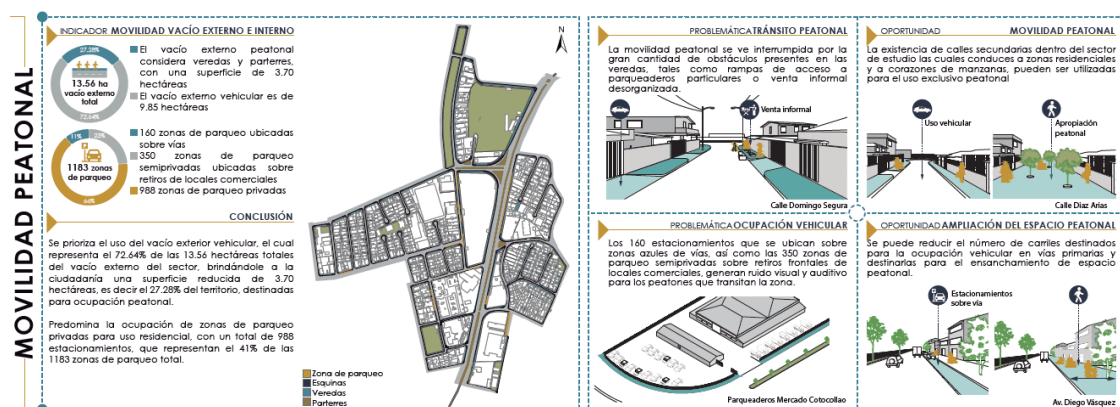 MOVILIDAD PEATONAL
INDICADOR MOVILIDAD VACÍO EXTERNO E INTERNO
27.28%
13.56 ha
vacío externo
total
72.64%
El vacío externo peatonal
considera veredas y parterres,
con una superficie de 3.70
hectáreas
El vacío externo vehicular es de
9.85 hectáreas
11%
23%
1183 zonas
de parqueo
66%
160 zonas de parqueo ubicadas
sobre vías
350 zonas de parqueo
semiprivadas ubicadas sobre
retiros de locales comerciales
988 zonas de parqueo privadas
CONCLUSIÓN
Se prioriza el uso del vacío exterior vehicular, el cual
representa el 72.64% de las 13.56 hectáreas totales
del vacío externo del sector, brindándole a la
ciudadanía una superficie reducida de 3.70
hectáreas, es decir el 27.28% del territorio, destinadas
para ocupación peatonal.
Predomina la ocupación de zonas de parqueo
privadas para uso residencial, con un total de 988
estacionamientos, que representan el 41% de las
1183 zonas de parqueo total.
N
Zona de parqueo
Esquinas
Veredas
Parterres
PROBLEMÁTICA TRÁNSITO PEATONAL
La movilidad peatonal se ve interrumpida por la
gran cantidad de obstáculos presentes en las
veredas, tales como rampas de acceso a
parqueaderos particulares o venta informal
desorganizada.
Venta informal
Calle Domingo Segura
OPORTUNIDAD MOVILIDAD PEATONAL
La existencia de calles secundarias dentro del sector
de estudio las cuales conduces a zonas residenciales
y a corazones de manzanas, pueden ser utilizadas
para el uso exclusivo peatonal
Uso vehicular
Apropiación
peatonal
Calle Diaz Arias
PROBLEMÁTICA OCUPACIÓN VEHICULAR
Los 160 estacionamientos que se ubican sobre
zonas azules de vías, así como las 350 zonas de
parqueo semiprivadas sobre retiros frontales de
locales comerciales, generan ruido visual y auditivo
para los peatones que transitan la zona.
Parqueaderos Mercado Cotocollao
OPORTUNIDAD AMPLIACIÓN DEL ESPACIO PEATONAL
Se puede reducir el número de carriles destinados
para la ocupación vehicular en vías primarias y
destinarlas para el ensanchamiento de espacio
peatonal.
Estacionamientos
sobre vía
Av. Diego Vásquez